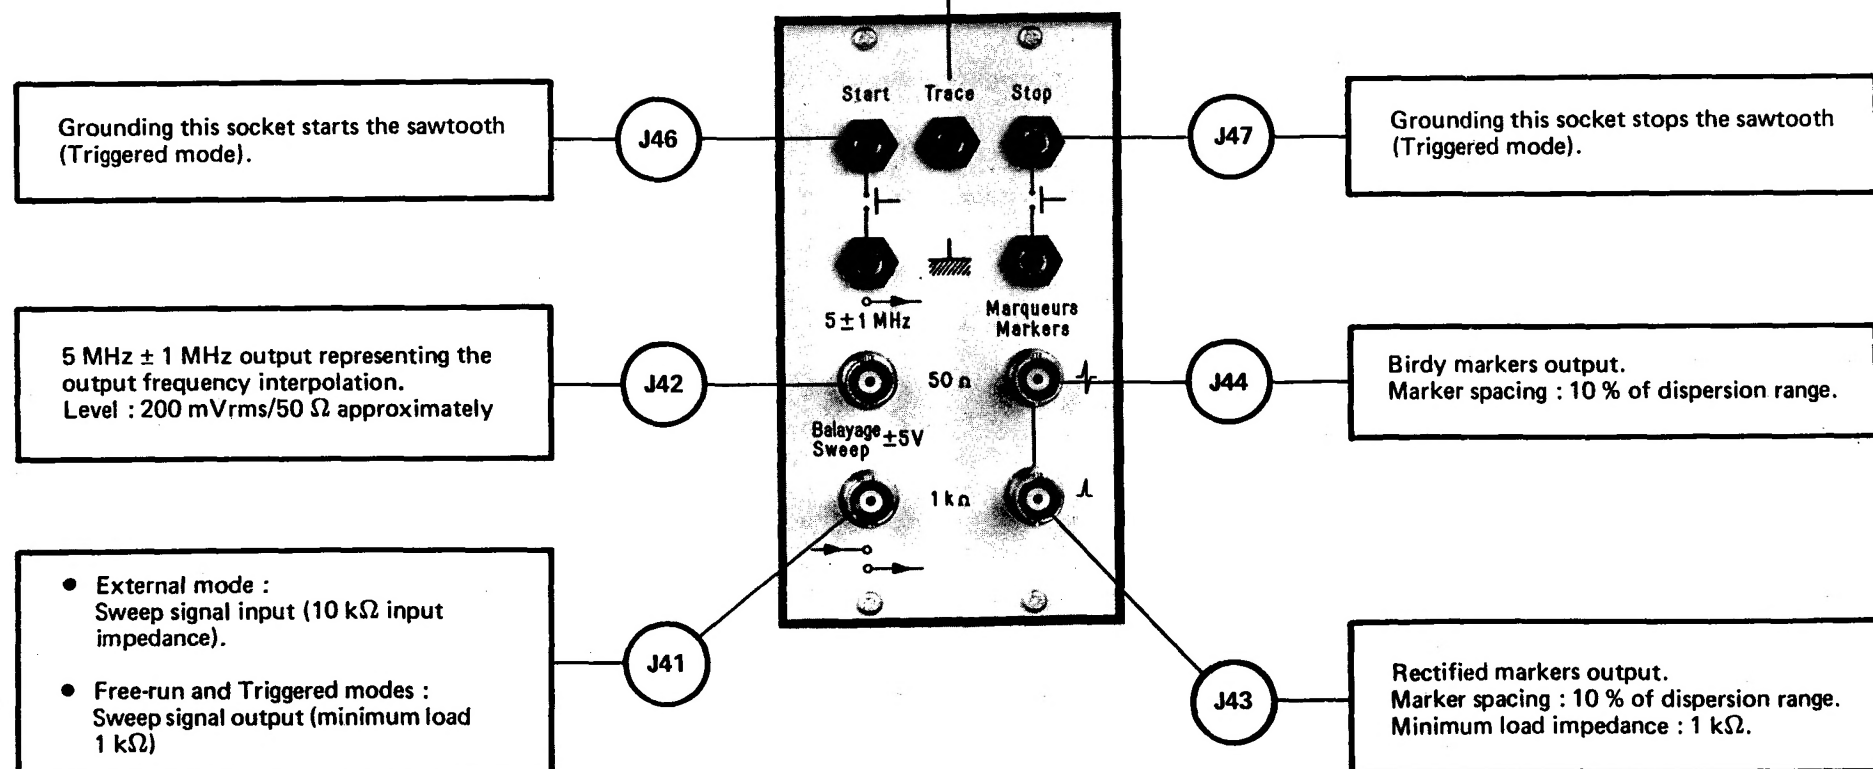 Start Trace Stop
Grounding this socket starts the sawtooth
(Triggered mode).
J46
J47
Grounding this socket stops the sawtooth
(Triggered mode).
5 ± 1 MHz
Marqueurs
Markers
5 MHz ± 1 MHz output representing the
output frequency interpolation.
Level : 200 mVrms/50 Ω approximately
J42
50 Ω
J44
Birdy markers output.
Marker spacing : 10 % of dispersion range.
Balayage
Sweep ±5V
1 kΩ
● External mode :
Sweep signal input (10 kΩ input
impedance).
● Free-run and Triggered modes :
Sweep signal output (minimum load
1 kΩ)
J41
J43
Rectified markers output.
Marker spacing : 10 % of dispersion range.
Minimum load impedance : 1 kΩ.